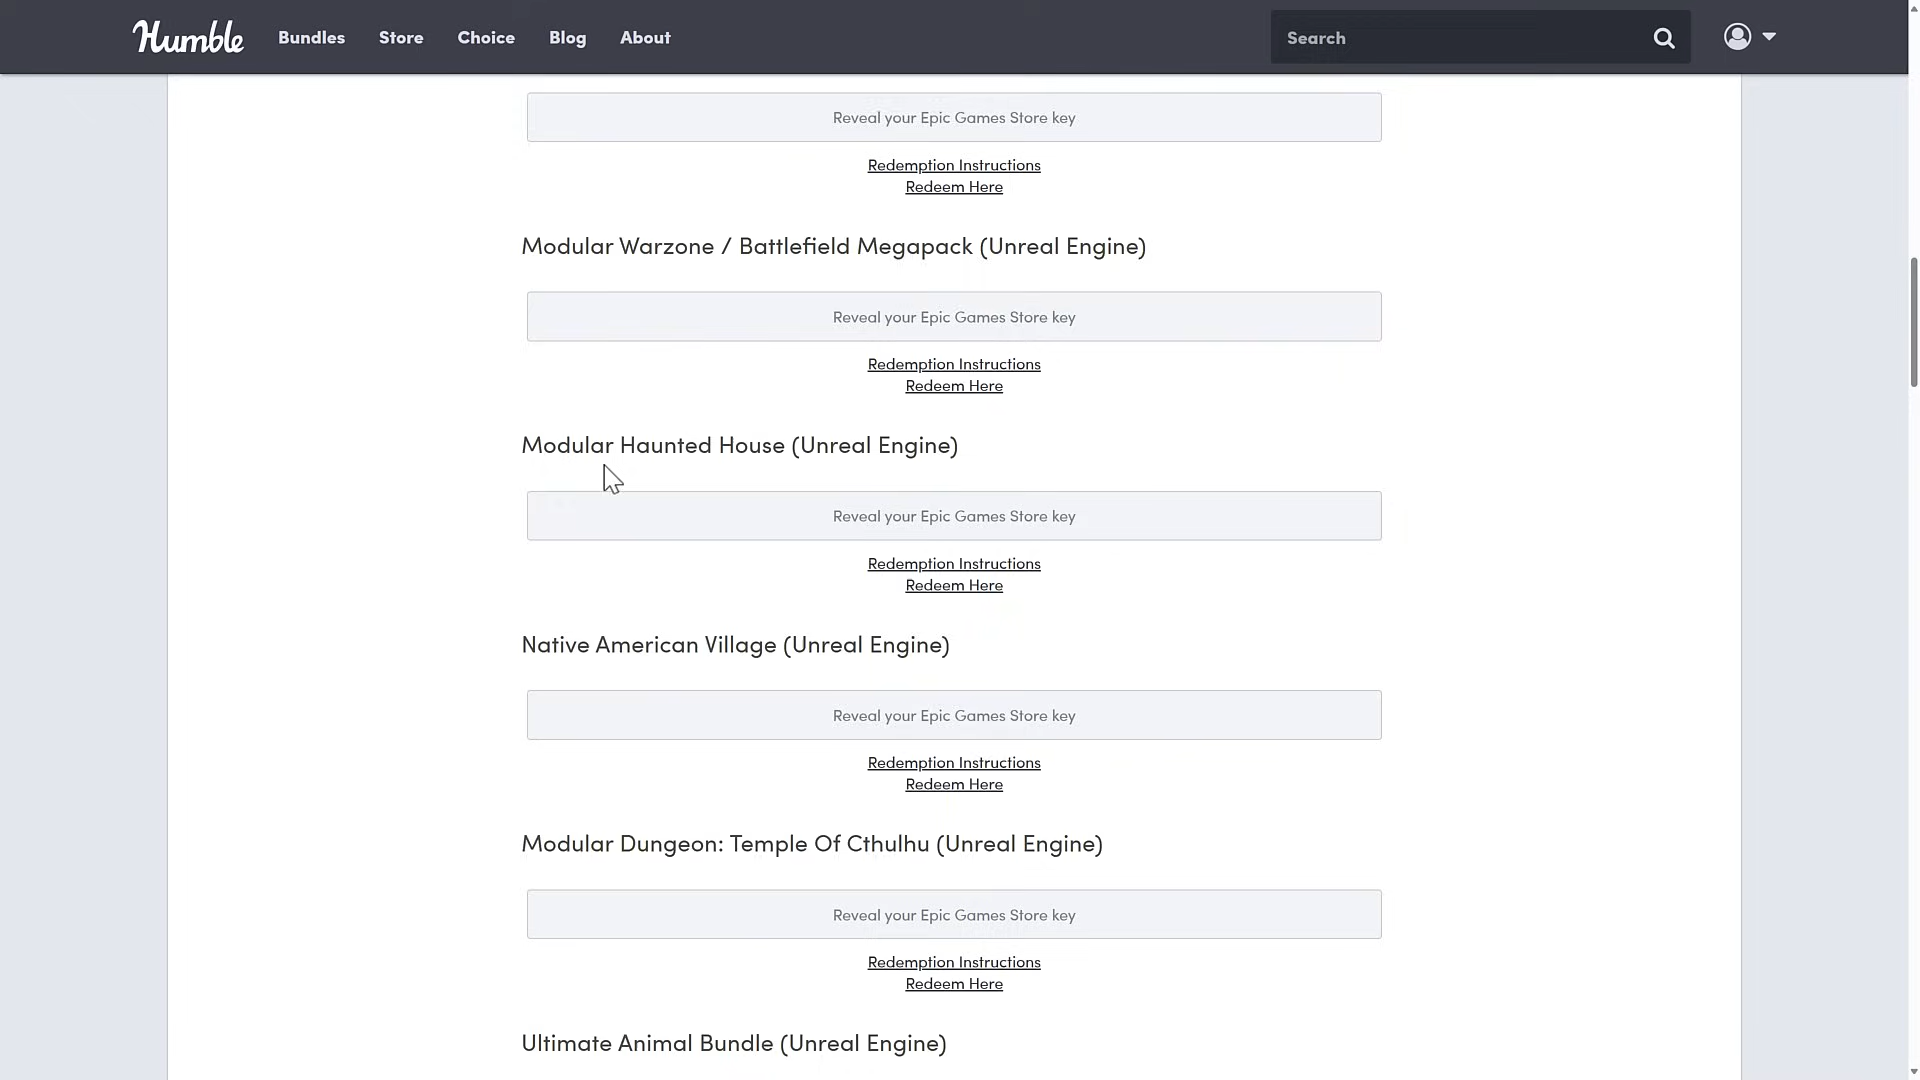 Humble Bundles Store Choice Blog About Search
Reveal your Epic Games Store key
Redemption Instructions
Redeem Here
Modular Warzone / Battlefield Megapack (Unreal Engine)
Reveal your Epic Games Store key
Redemption Instructions
Redeem Here
Modular Haunted House (Unreal Engine)
Reveal your Epic Games Store key
Redemption Instructions
Redeem Here
Native American Village (Unreal Engine)
Reveal your Epic Games Store key
Redemption Instructions
Redeem Here
Modular Dungeon: Temple Of Cthulhu (Unreal Engine)
Reveal your Epic Games Store key
Redemption Instructions
Redeem Here
Ultimate Animal Bundle (Unreal Engine)